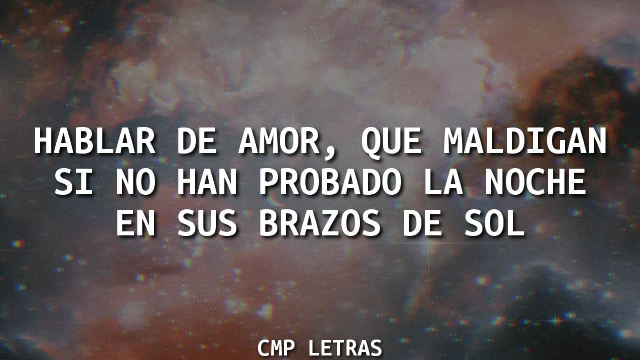 HABLAR DE AMOR, QUE MALDIGAN
SI NO HAN PROBADO LA NOCHE
EN SUS BRAZOS DE SOL
CMP LETRAS